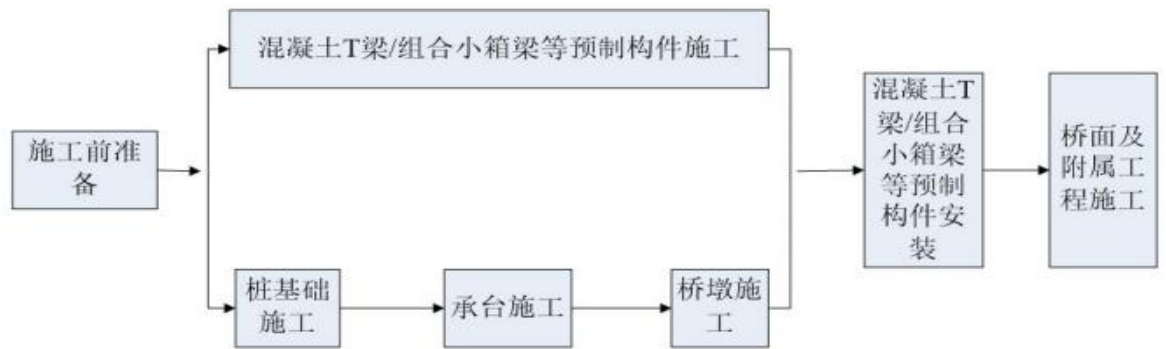 混凝土T梁/组合小箱梁等预制构件施工
施工前准
备
混凝土T
梁/组合
小箱梁
等预制
构件安
装
桥面及
附属工
程施工
桩基础
施工
承台施工
桥墩施
工